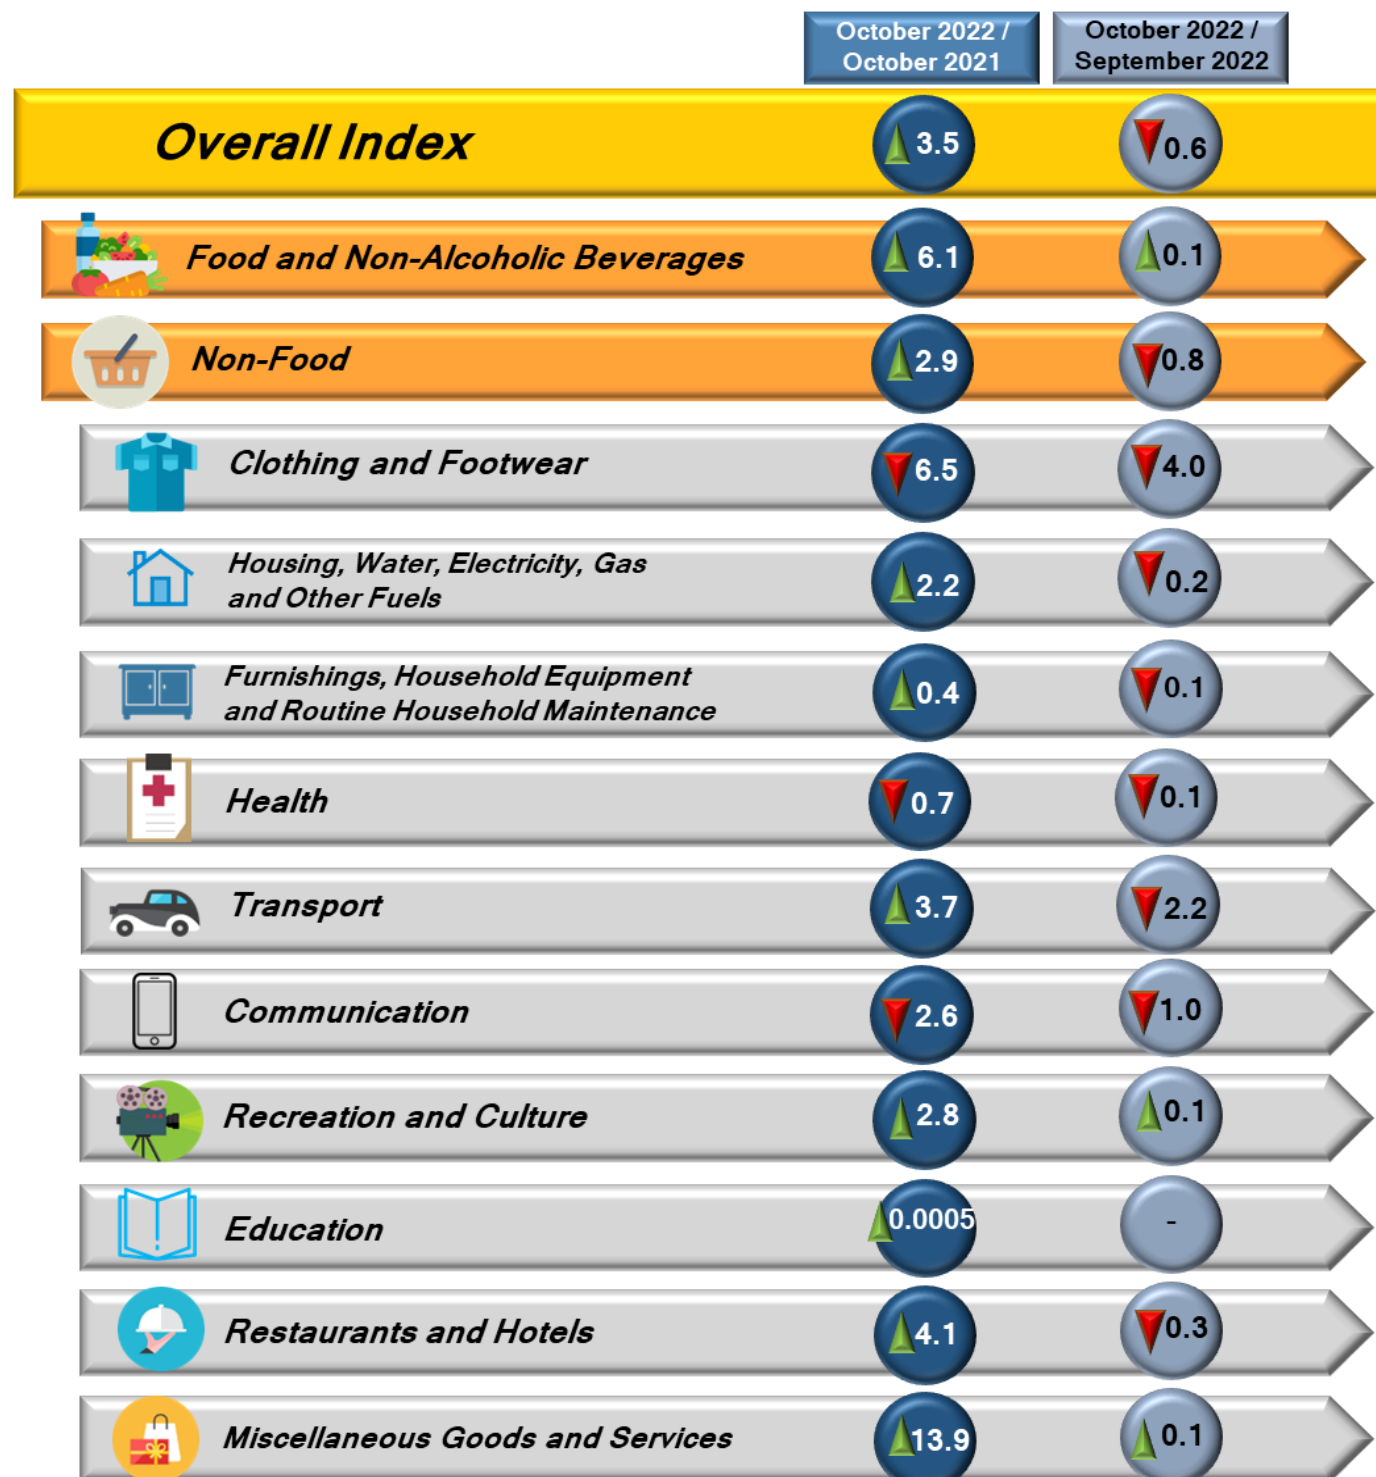 October 2022 /
October 2021
October 2022 /
September 2022
Overall Index
3.5
0.6
Food and Non-Alcoholic Beverages
6.1
0.1
Non-Food
2.9
0.8
Clothing and Footwear
6.5
4.0
Housing, Water, Electricity, Gas
and Other Fuels
2.2
0.2
Furnishings, Household Equipment
and Routine Household Maintenance
0.4
0.1
Health
0.7
0.1
Transport
3.7
2.2
Communication
2.6
1.0
Recreation and Culture
2.8
0.1
Education
0.0005
-
Restaurants and Hotels
4.1
0.3
Miscellaneous Goods and Services
13.9
0.1